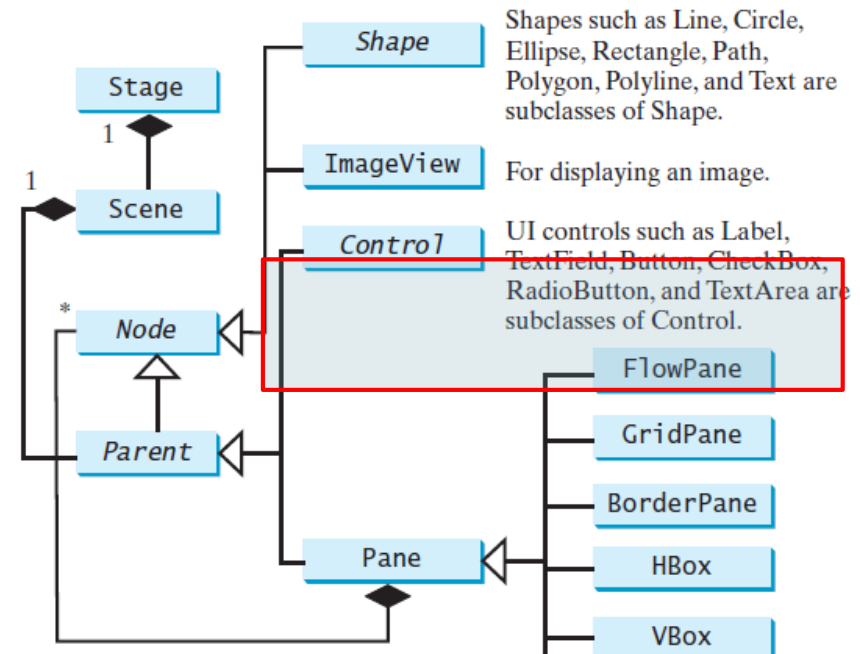 Shape
Shapes such as Line, Circle,
Ellipse, Rectangle, Path,
Polygon, Polyline, and Text are
subclasses of Shape.
Stage
1
ImageView
For displaying an image.
1
Scene
Control
UI controls such as Label,
TextField, Button, CheckBox,
RadioButton, and TextArea are
subclasses of Control.
*
Node
FlowPane
GridPane
Parent
BorderPane
Pane
HBox
VBox